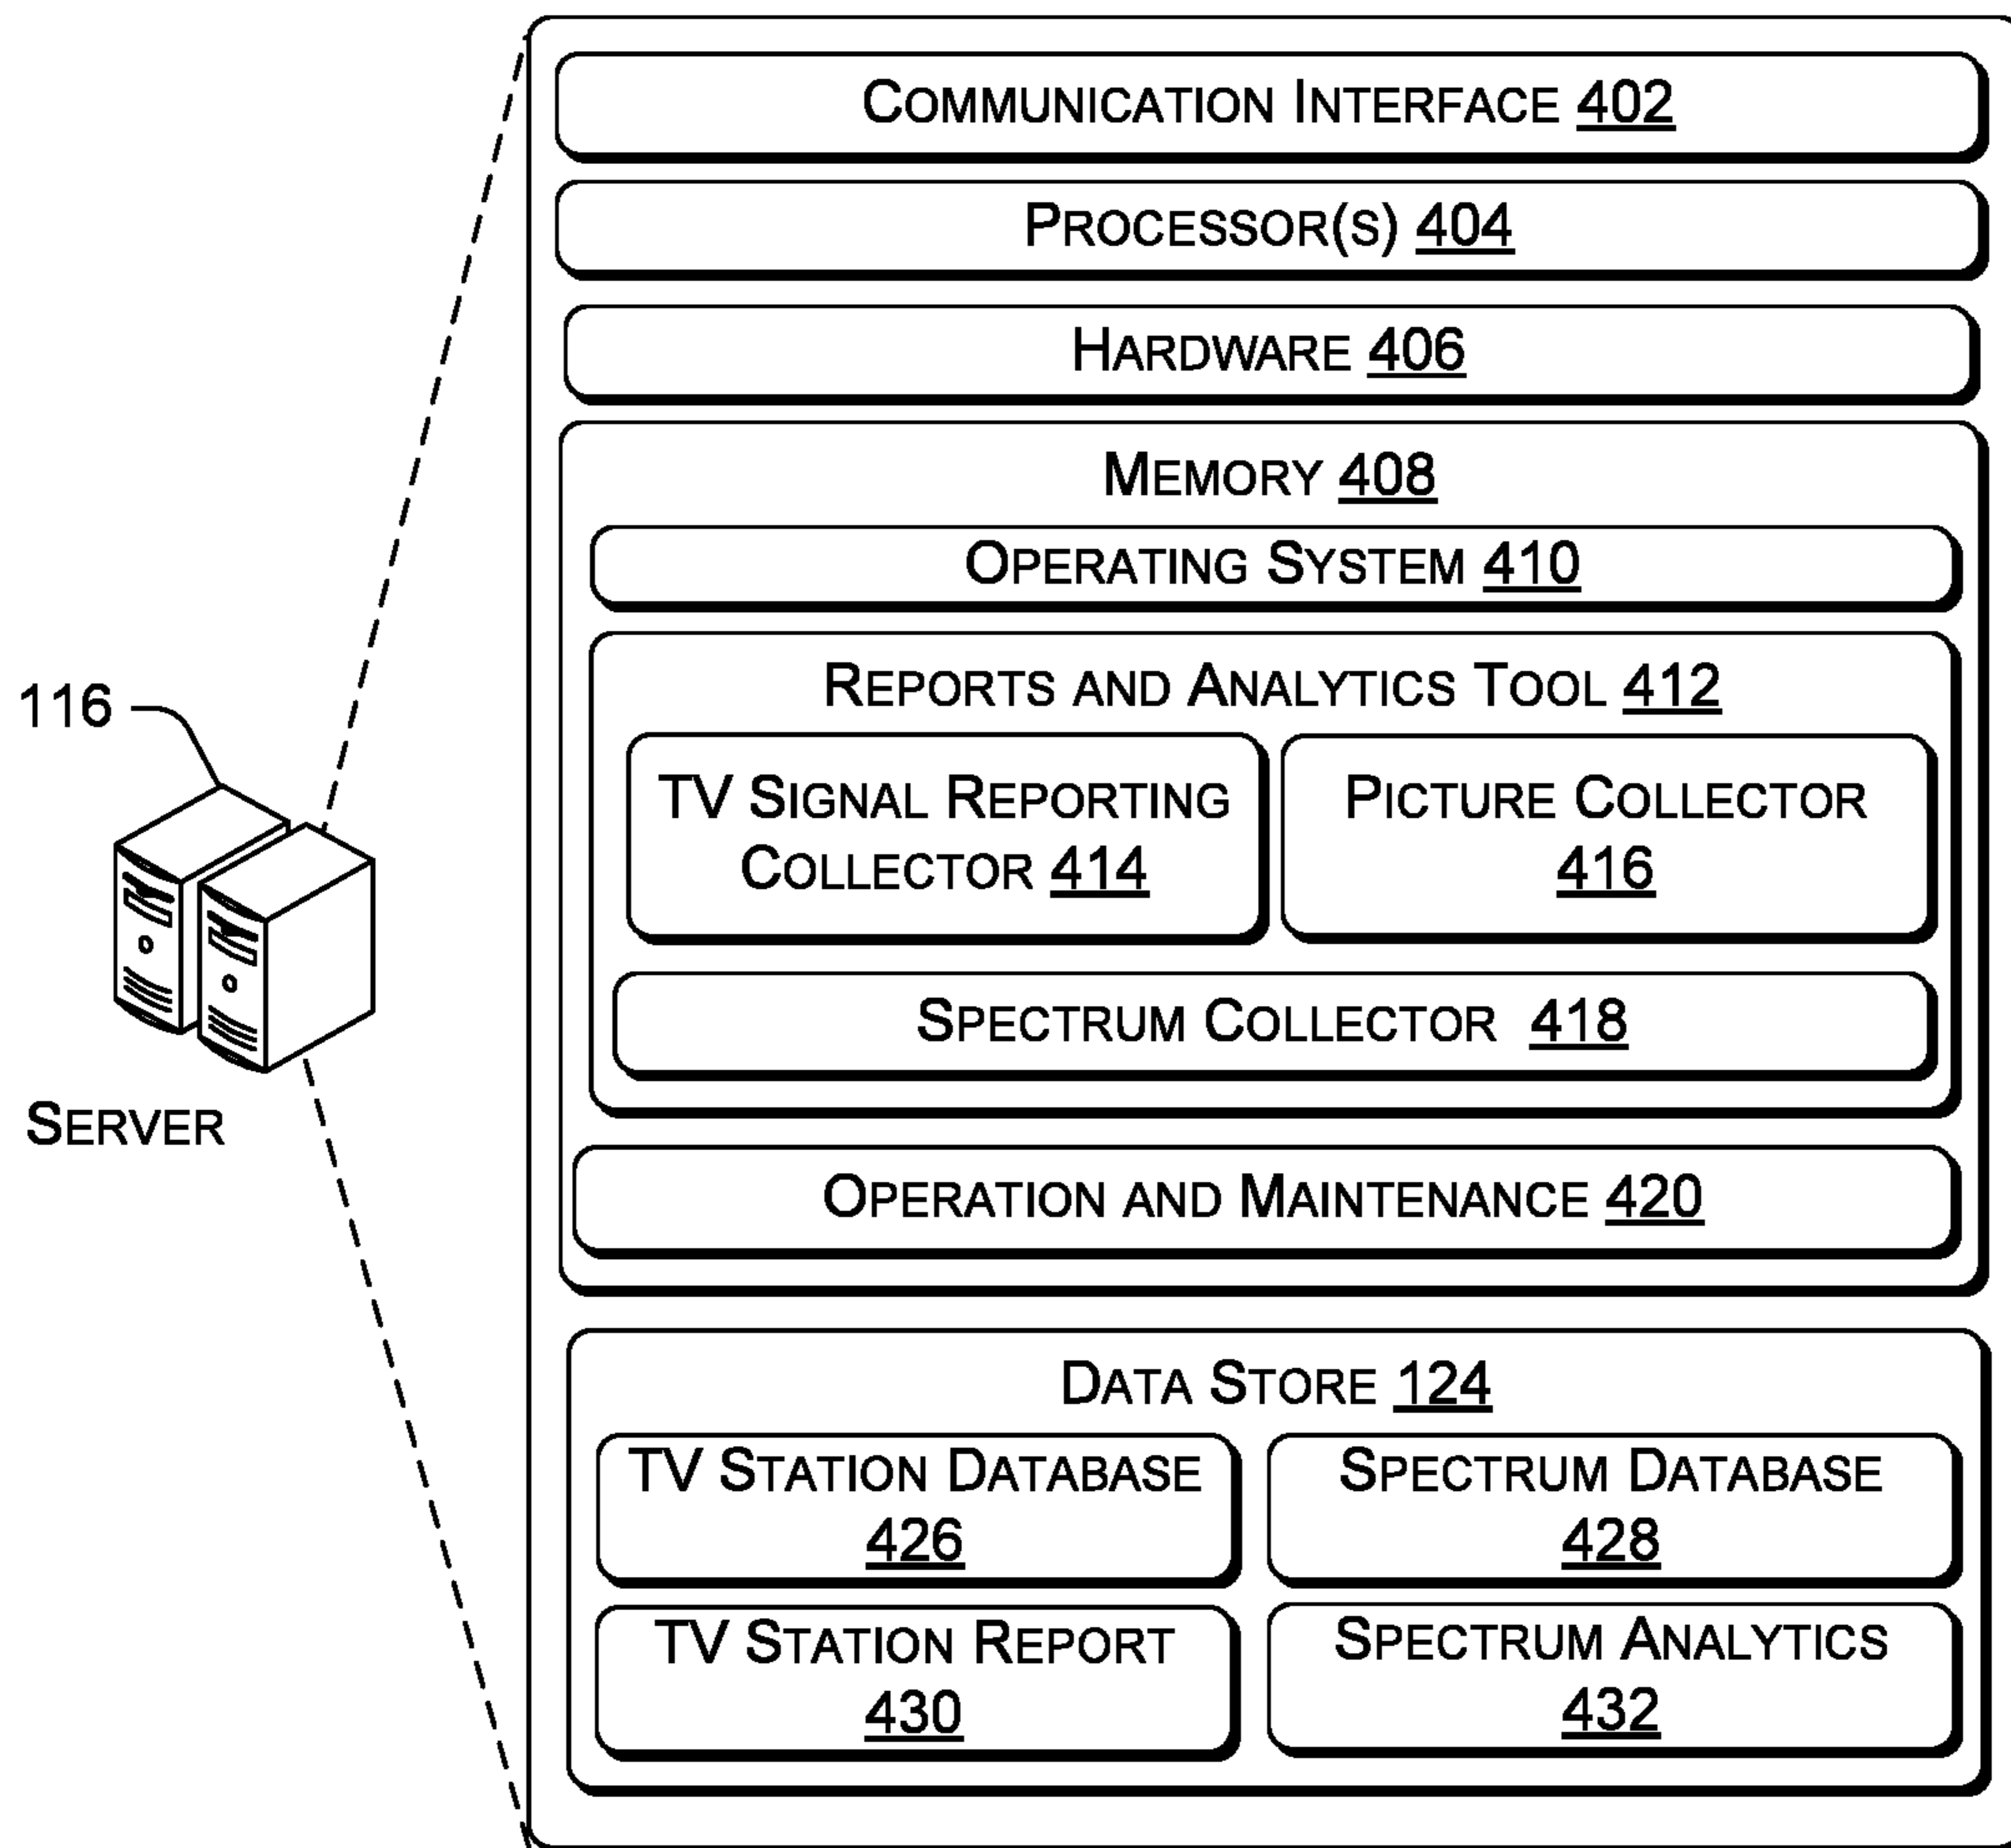 COMMUNICATION INTERFACE 402
PROCESSOR(S) 404
HARDWARE 406
MEMORY 408
OPERATING SYSTEM 410
REPORTS AND ANALYTICS TOOL 412
TV SIGNAL REPORTING
COLLECTOR 414
PICTURE COLLECTOR
416
SPECTRUM COLLECTOR 418
OPERATION AND MAINTENANCE 420
DATA STORE 124
TV STATION DATABASE
426
SPECTRUM DATABASE
428
TV STATION REPORT
430
SPECTRUM ANALYTICS
432
116
SERVER